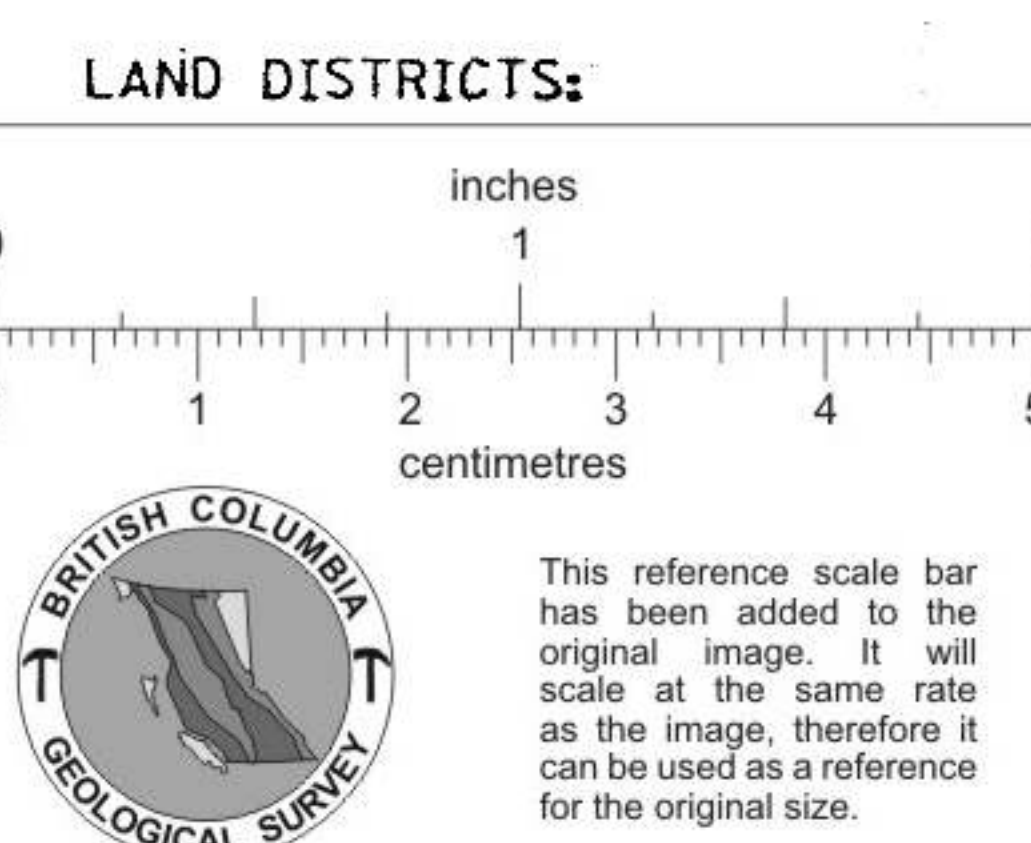 LAND DISTRICTS:
inches
1
1 2 3 4
centimetres
BRITISH COLUMBIA
GEOLOGICAL SURVEY
This reference scale bar
has been added to the
original image. It will
scale at the same rate
as the image, therefore it
can be used as a reference
for the original size.